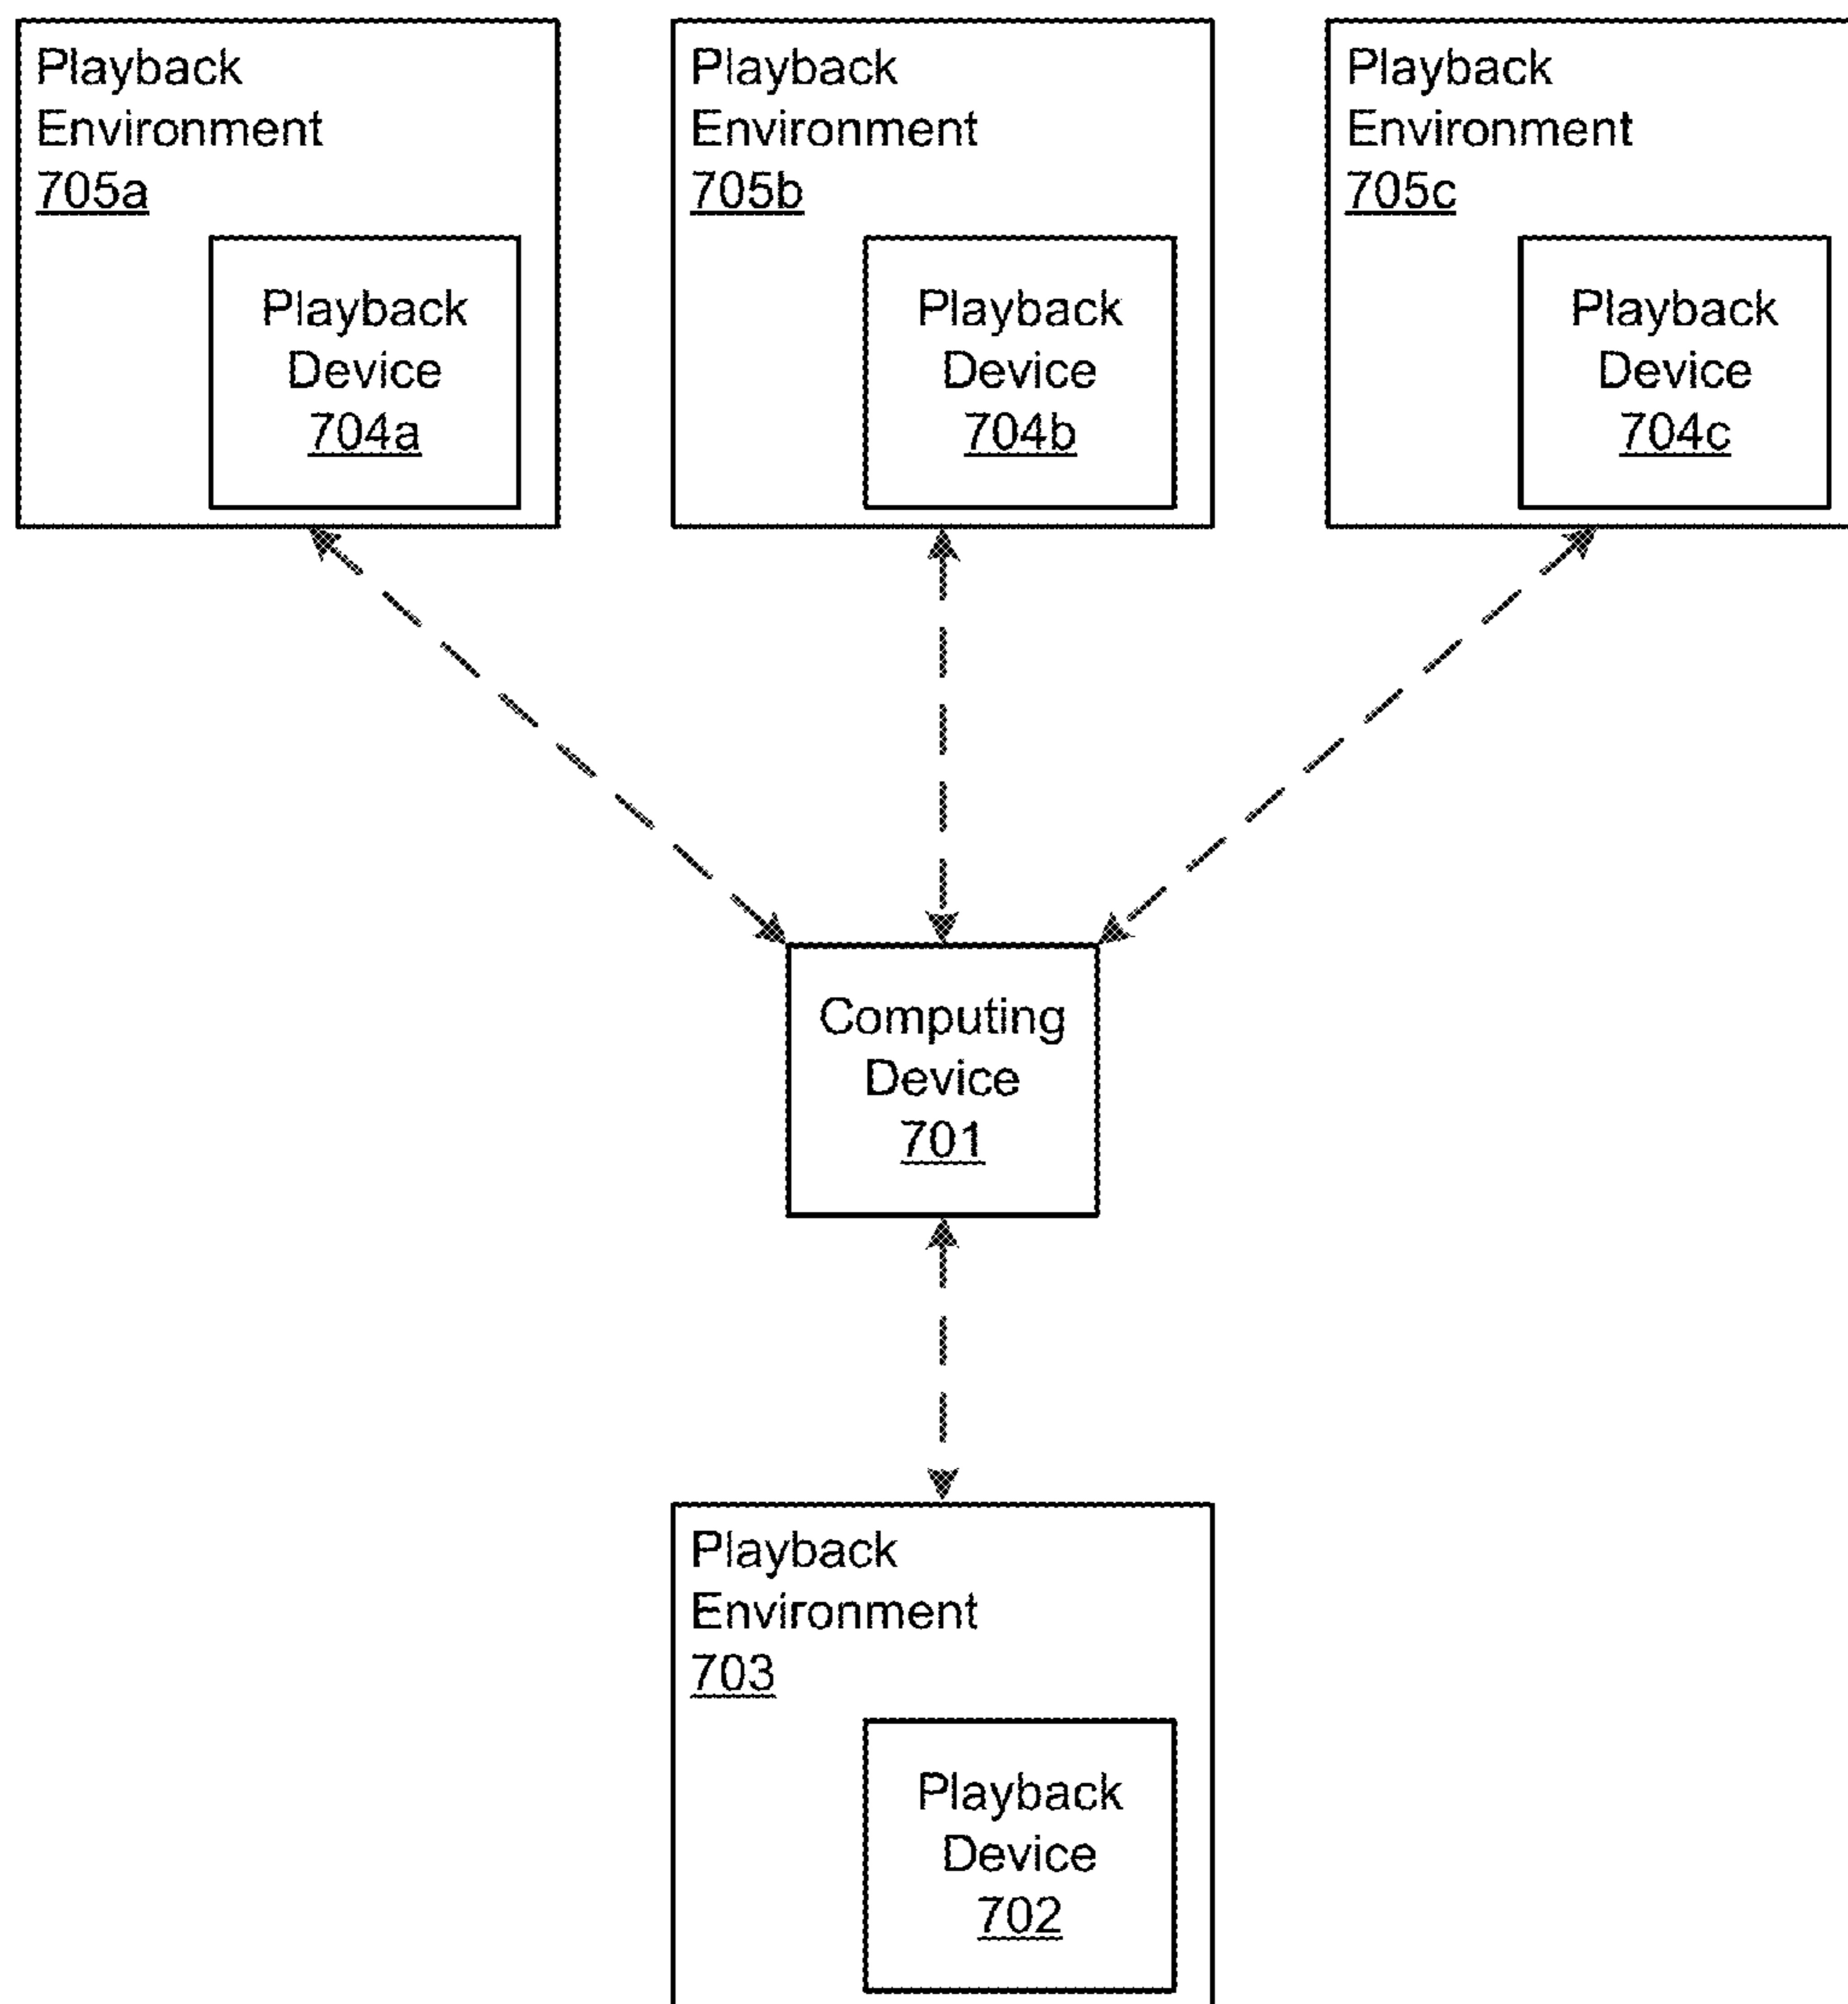 Playback
Environment
705a
Playback
Device
704a
Playback
Environment
705b
Playback
Device
704b
Playback
Environment
705c
Playback
Device
704c
Computing
Device
701
Playback
Environment
703
Playback
Device
702